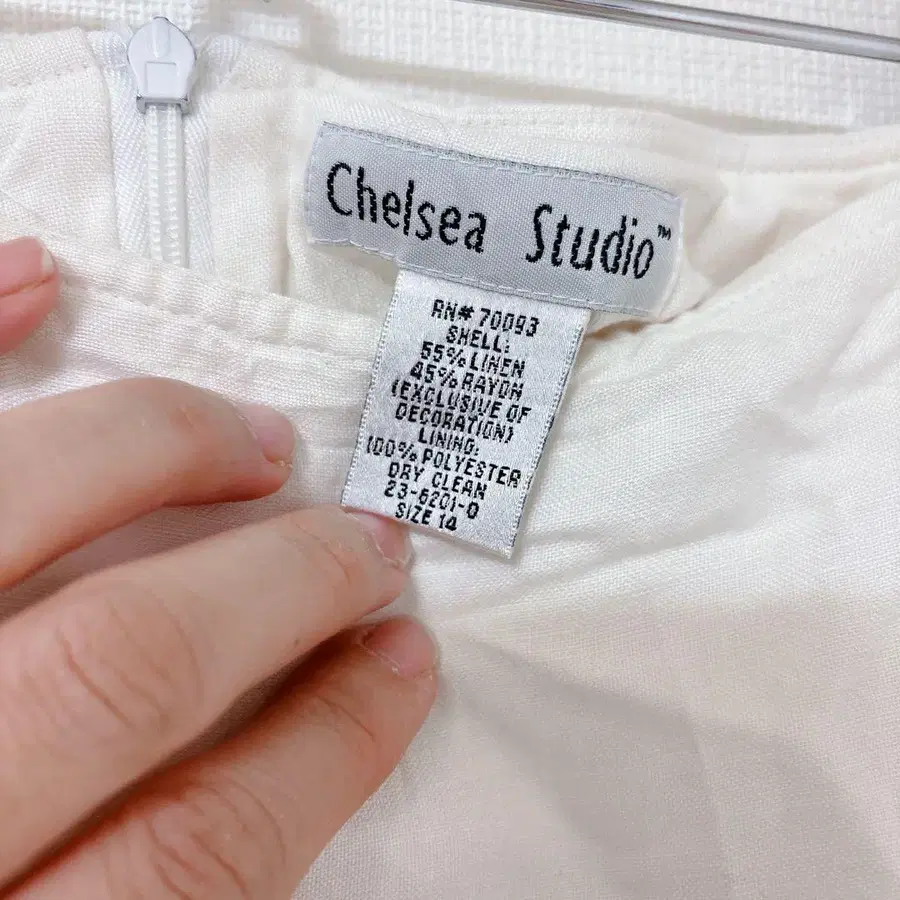 Chelsea Studio™
RN# 70093
SHELL:
55% LINEN
45% RAYON
(EXCLUSIVE OF
DECORATION)
LINING:
100% POLYESTER
DRY CLEAN
23-6201-0
SIZE 14